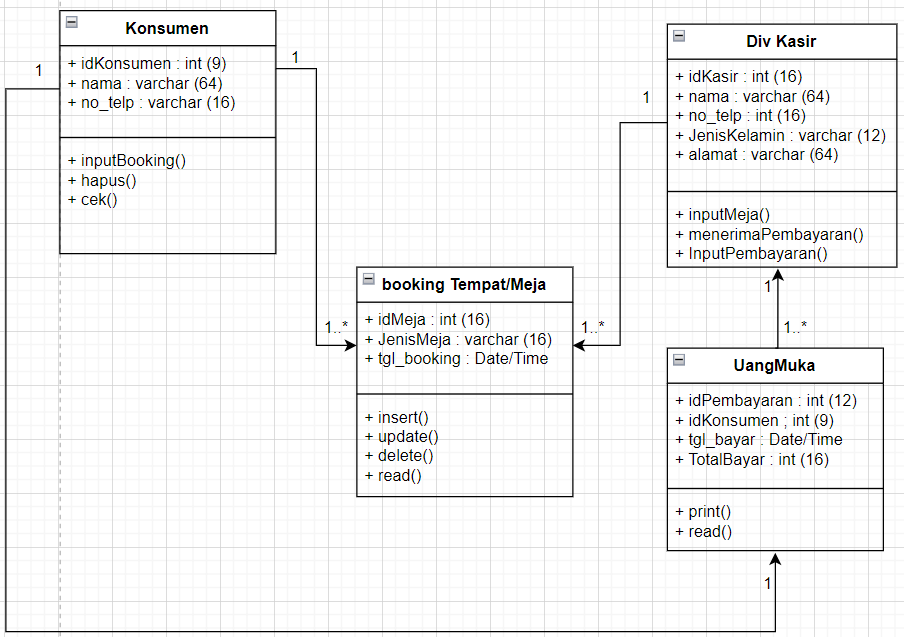 Konsumen
+ idKonsumen : int (9)
+ nama : varchar (64)
+ no_telp : varchar (16)
+ inputBooking()
+ hapus()
+ cek()
1
1
Div Kasir
+ idKasir : int (16)
+ nama : varchar (64)
+ no_telp : int (16)
+ JenisKelamin : varchar (12)
+ alamat : varchar (64)
+ inputMeja()
+ menerimaPembayaran()
+ InputPembayaran()
1
booking Tempat/Meja
+ idMeja : int (16)
+ JenisMeja : varchar (16)
+ tgl_booking : Date/Time
+ insert()
+ update()
+ delete()
+ read()
1..*
1..*
1
1..*
UangMuka
+ idPembayaran : int (12)
+ idKonsumen ; int (9)
+ tgl_bayar : Date/Time
+ TotalBayar : int (16)
+ print()
+ read()
1